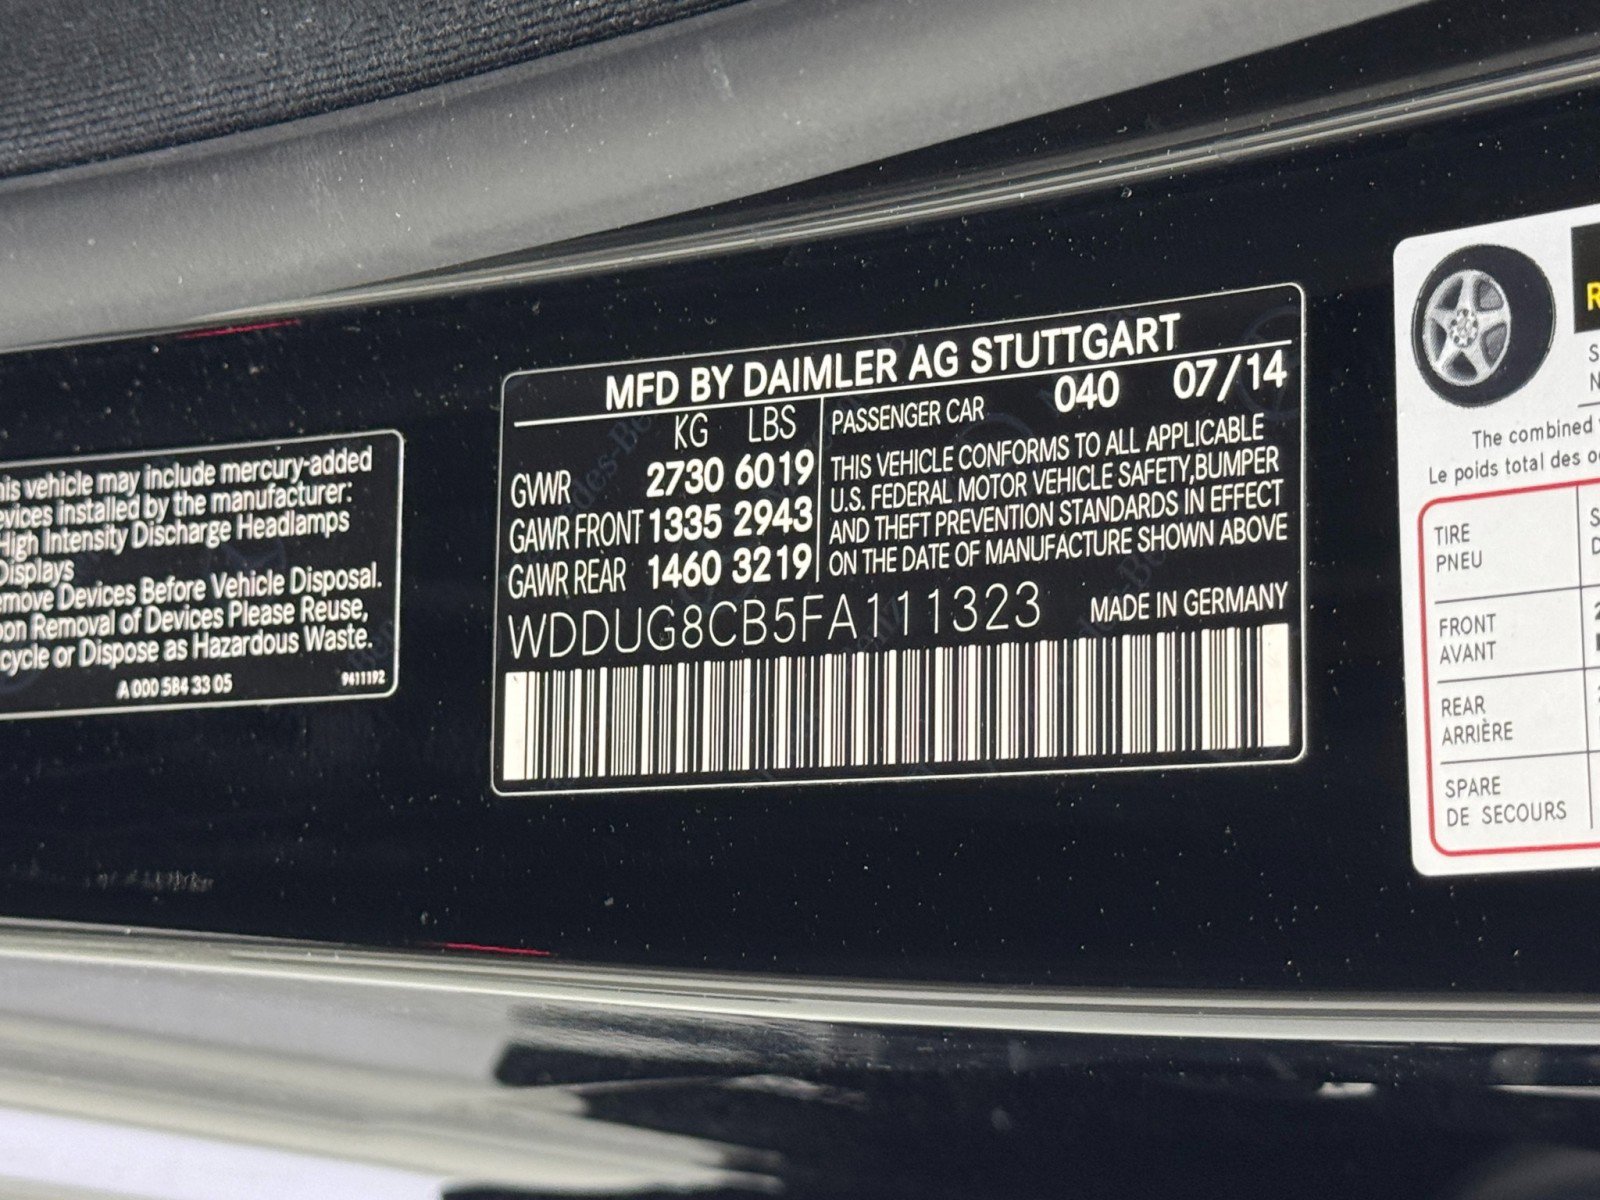 MFD BY DAIMLER AG STUTTGART
KG LBS
GVWR 2730 6019
GAWR FRONT 1335 2943
GAWR REAR 1460 3219
PASSENGER CAR 040 07/14
THIS VEHICLE CONFORMS TO ALL APPLICABLE
U.S. FEDERAL MOTOR VEHICLE SAFETY,BUMPER
AND THEFT PREVENTION STANDARDS IN EFFECT
ON THE DATE OF MANUFACTURE SHOWN ABOVE
WDDUG8CB5FA111323 MADE IN GERMANY
vehicle may include mercury-added
installed by the manufacturer:
High Intensity Discharge Headlamps
Displays
Devices Before Vehicle Disposal.
Removal of Devices Please Reuse,
or Dispose as Hazardous Waste.
A 000 584 33 05 9411192
The combined
Le poids total des
TIRE
PNEU
FRONT
AVANT
REAR
ARRIÈRE
SPARE
DE SECOURS